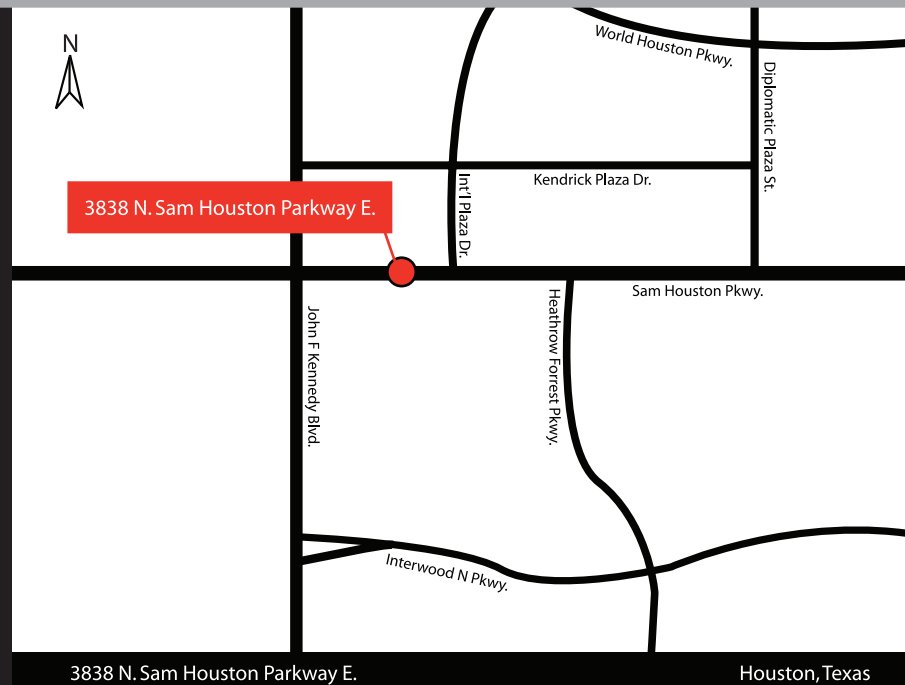 N
World Houston Pkwy.
Diplomatic Plaza St.
Kendrick Plaza Dr.
Int'l Plaza Dr.
3838 N. Sam Houston Parkway E.
Sam Houston Pkwy.
John F Kennedy Blvd.
Heathrow Forrest Pkwy.
Interwood N Pkwy.
3838 N. Sam Houston Parkway E.
Houston, Texas